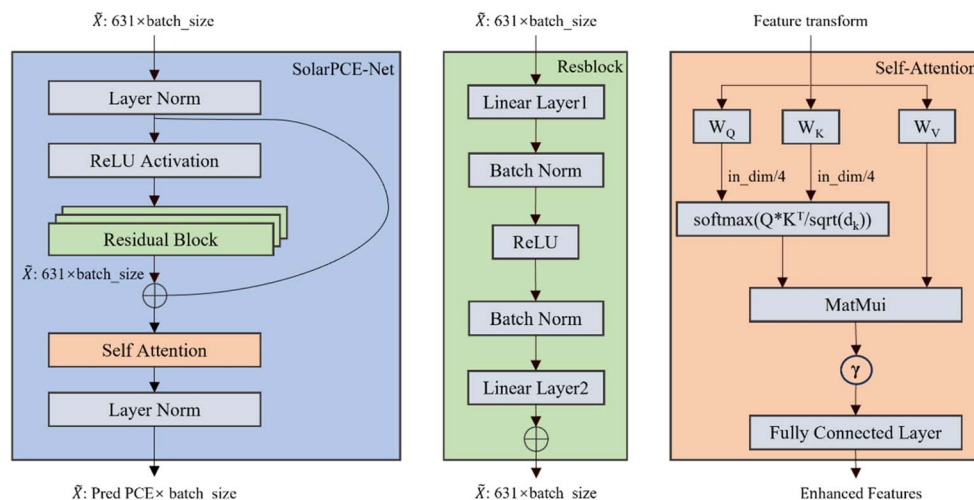 X̃: 631×batch_size
SolarPCE-Net
Layer Norm
ReLU Activation
Residual Block
X̃: 631×batch_size
Self Attention
Layer Norm
X̃: Pred PCE× batch_size
X̃: 631×batch_size
Resblock
Linear Layer1
Batch Norm
ReLU
Batch Norm
Linear Layer2
X̃: 631×batch_size
Feature transform
Self-Attention
W_Q W_K W_V
in_dim/4 in_dim/4
softmax(Q*K^T/sqrt(d_k))
MatMui
γ
Fully Connected Layer
Enhanced Features